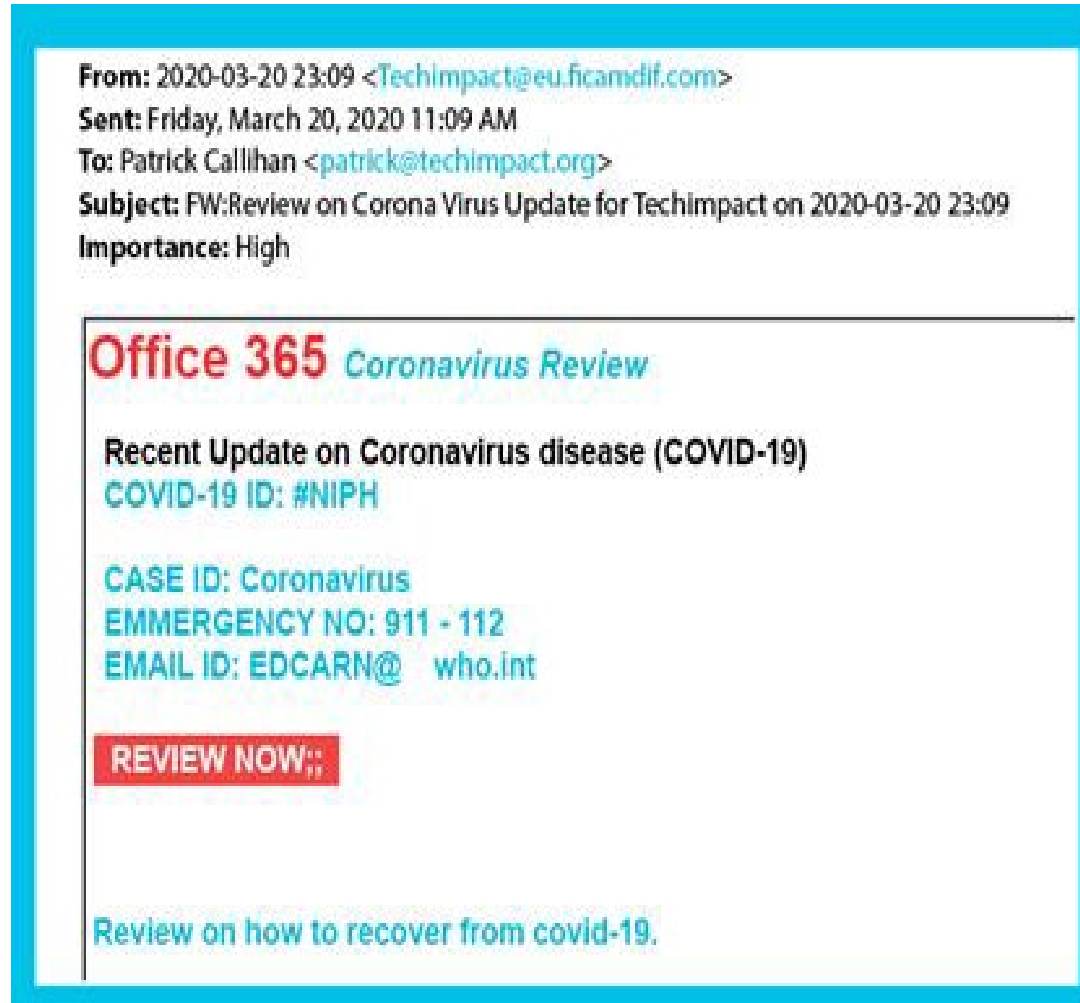 From: 2020-03-20 23:09 <Techimpact@eu.ficamdif.com>
Sent: Friday, March 20, 2020 11:09 AM
To: Patrick Callihan <patrick@techimpact.org>
Subject: FW:Review on Corona Virus Update for Techimpact on 2020-03-20 23:09
Importance: High
Office 365 Coronavirus Review
Recent Update on Coronavirus disease (COVID-19)
COVID-19 ID: #NIPH
CASE ID: Coronavirus
EMMERGENCY NO: 911 - 112
EMAIL ID: EDCARN@ who.int
REVIEW NOW;;
Review on how to recover from covid-19.